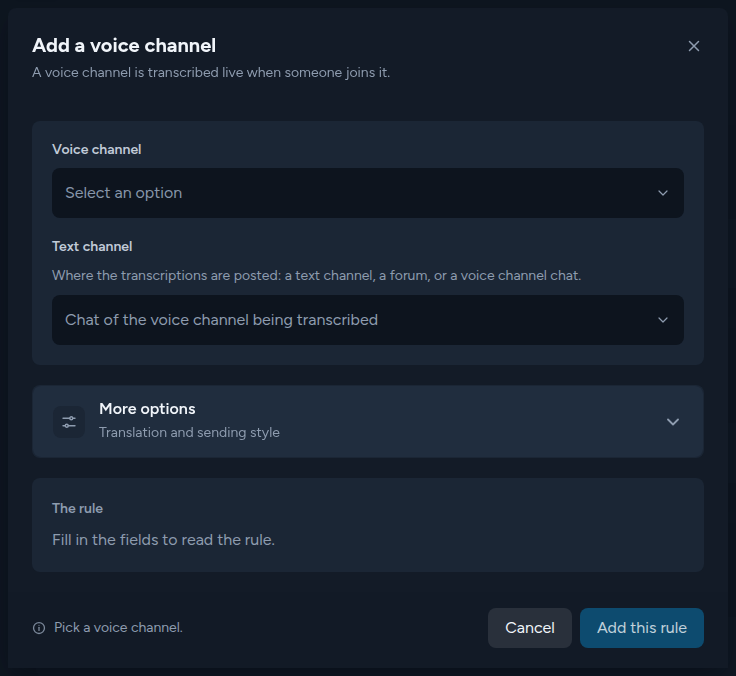 Add a voice channel
A voice channel is transcribed live when someone joins it.
Voice channel
Select an option
Text channel
Where the transcriptions are posted: a text channel, a forum, or a voice channel chat.
Chat of the voice channel being transcribed
More options
Translation and sending style
The rule
Fill in the fields to read the rule.
Pick a voice channel.
Cancel
Add this rule